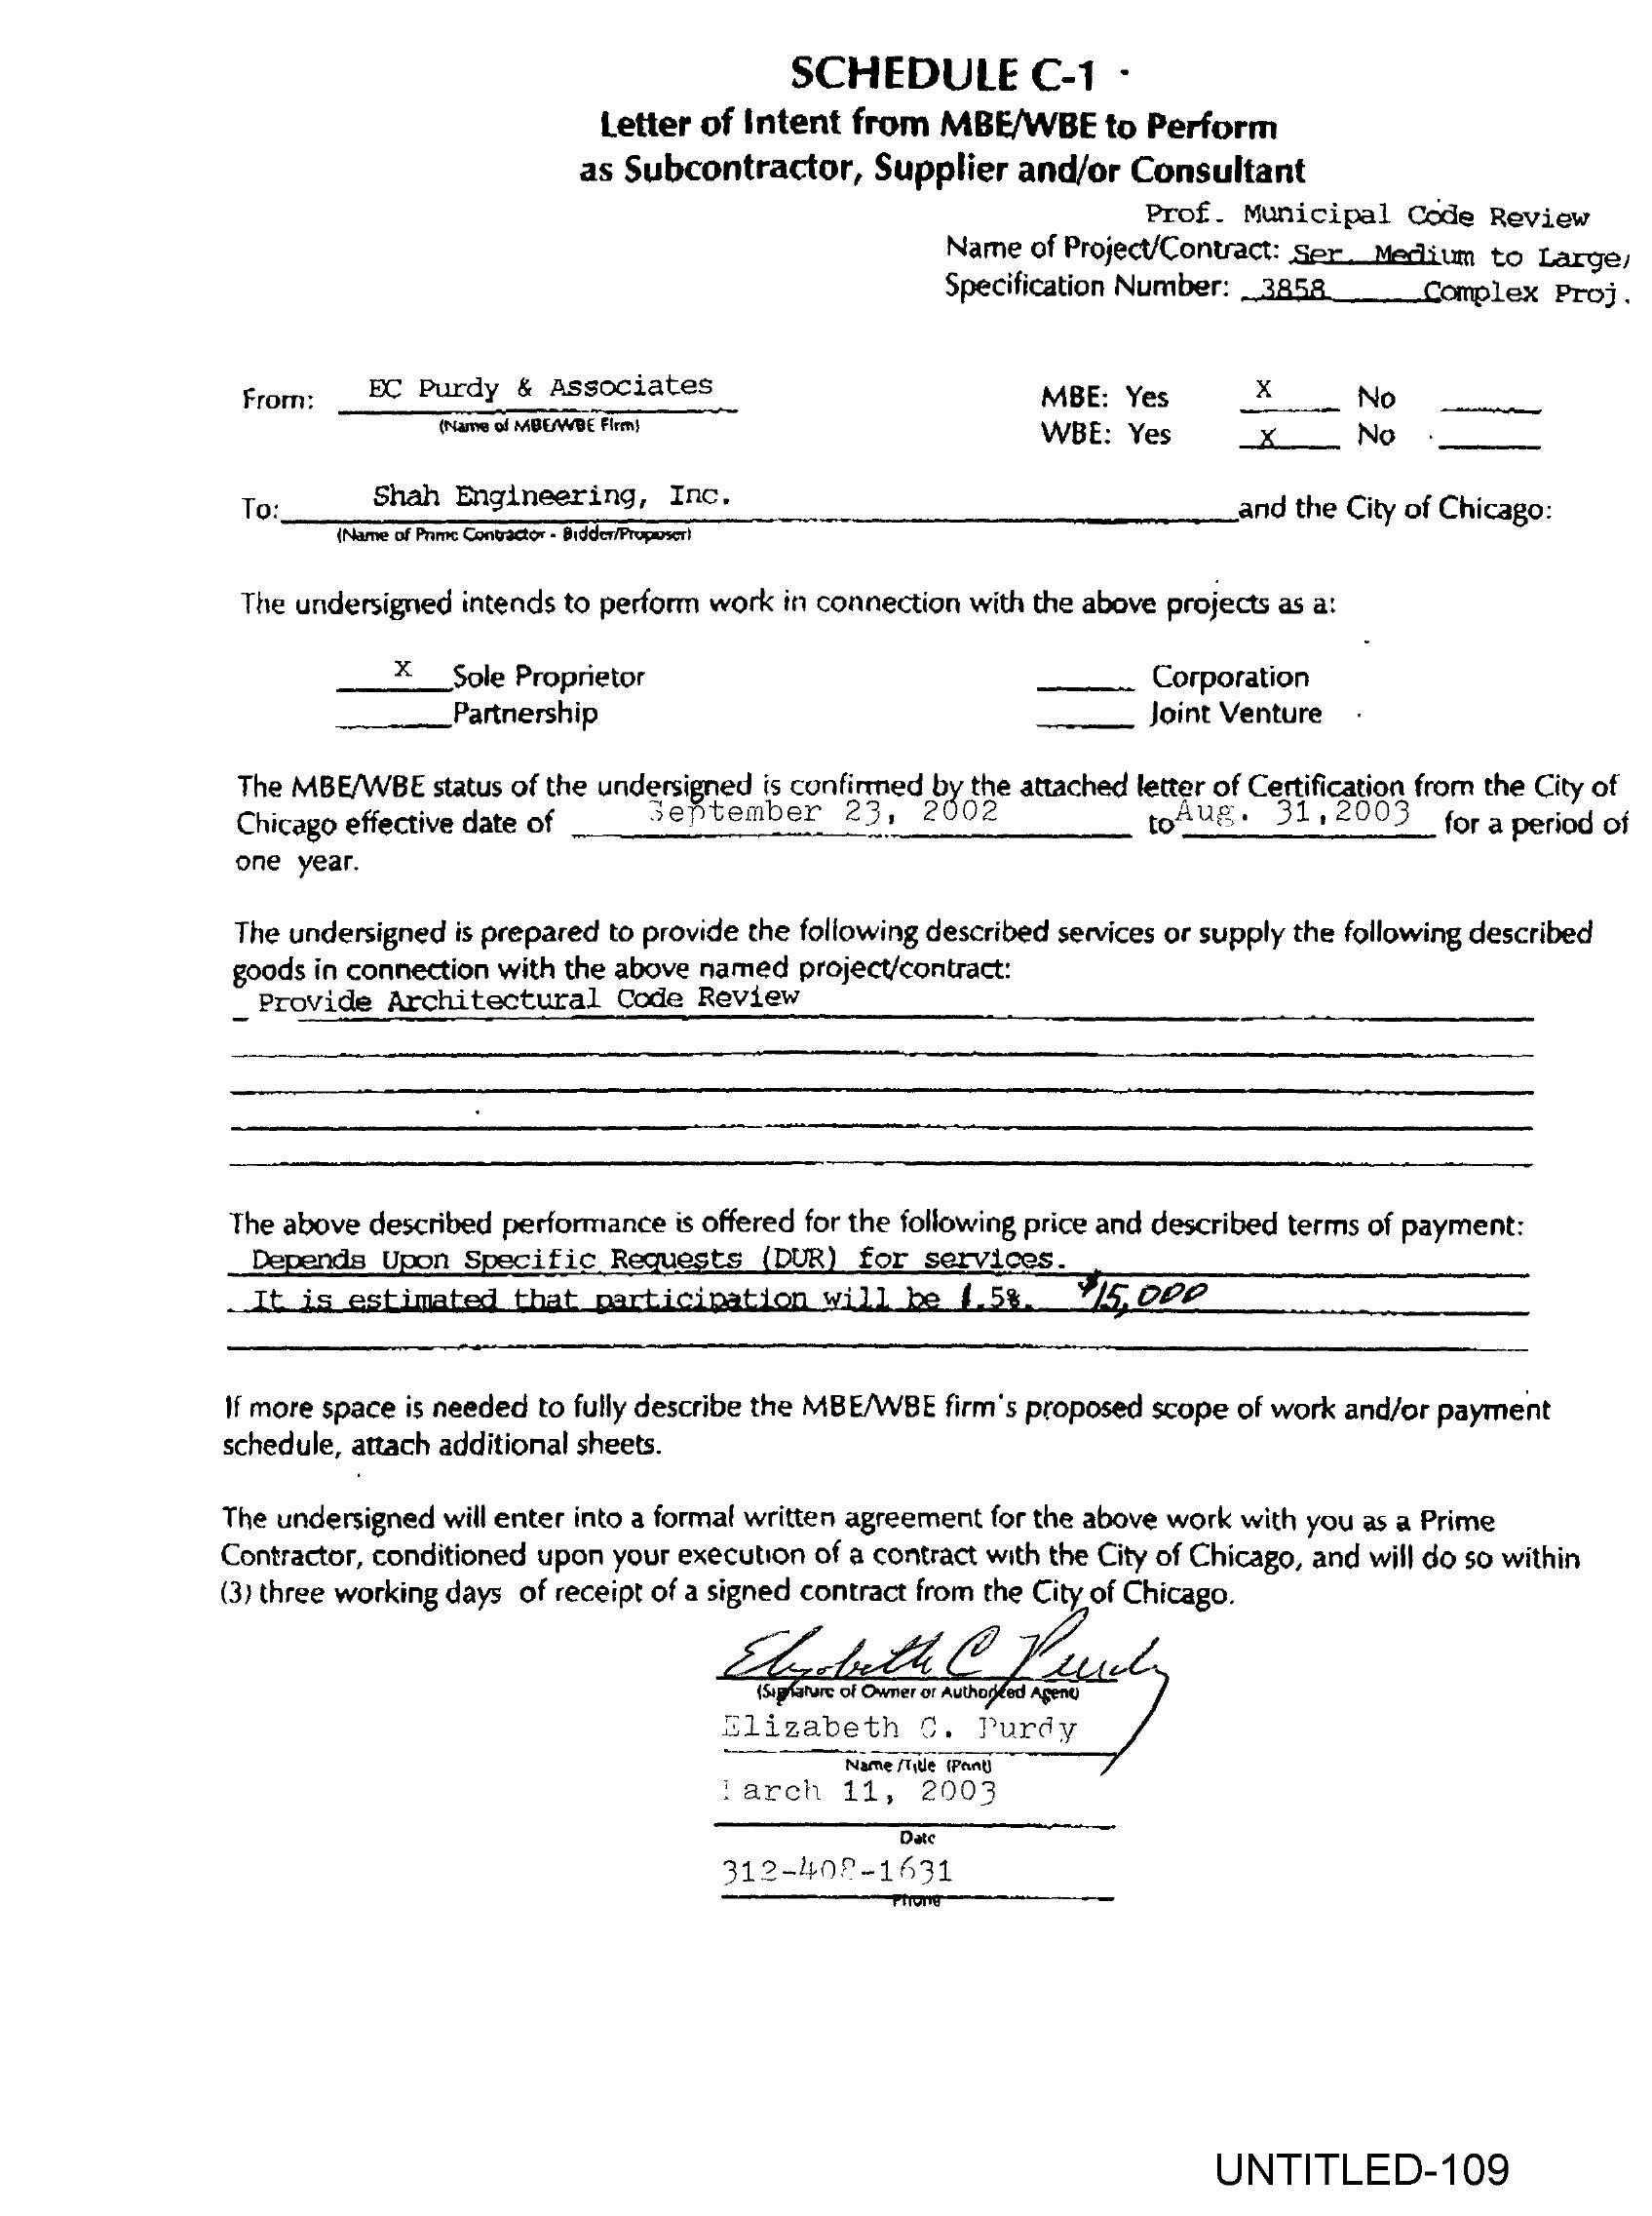 SCHEDULE C-1
Letter of Intent from MBE/WBE to Perform
as Subcontractor, Supplier and/or Consultant
Prof. Municipal Code Review
Name of Project/Contract: Ser. Medium to Large,
Specification Number: 3858 Complex Proj.
From: EC Purdy & Associates MBE: Yes X No
(Name of MBE/WBE Firm) WBE: Yes X No
To: Shah Engineering, Inc. and the City of Chicago:
(Name of Prime Contractor - Bidder/Proposer)
The undersigned intends to perform work in connection with the above projects as a:
X Sole Proprietor Corporation
Partnership Joint Venture
The MBE/WBE status of the undersigned is confirmed by the attached letter of Certification from the City of
Chicago effective date of September 23, 2002 to Aug. 31,2003 for a period of
one year.
The undersigned is prepared to provide the following described services or supply the following described
goods in connection with the above named project/contract:
Provide Architectural Code Review
The above described performance is offered for the following price and described terms of payment:
Depends Upon Specific Requests (DUR) for services.
It is estimated that participation will be 1.5%. $15,000
If more space is needed to fully describe the MBE/WBE firm's proposed scope of work and/or payment
schedule, attach additional sheets.
The undersigned will enter into a formal written agreement for the above work with you as a Prime
Contractor, conditioned upon your execution of a contract with the City of Chicago, and will do so within
(3) three working days of receipt of a signed contract from the City of Chicago.
Elizabeth C Purdy
(Signature of Owner or Authorized Agent)
Elizabeth C. Purdy
Name /Title (Print)
March 11, 2003
Date
312-408-1631
Phone
UNTITLED-109